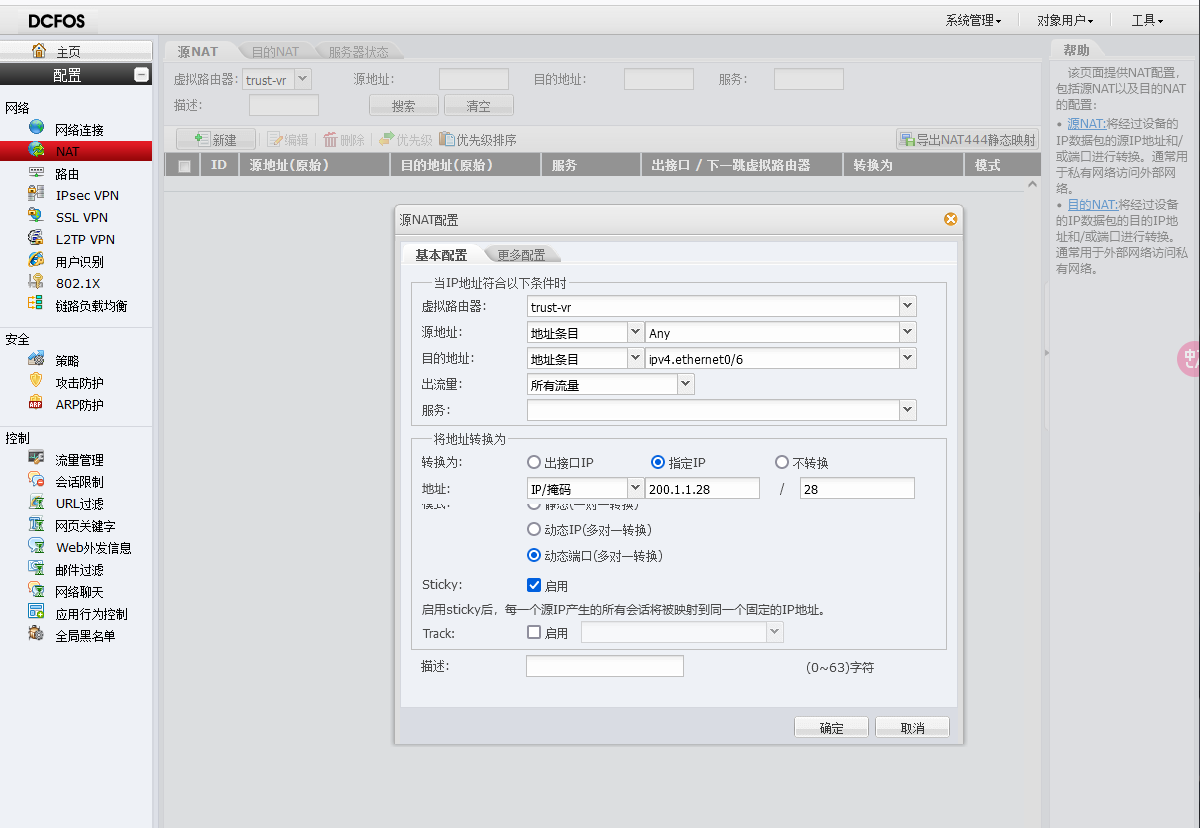 DCFOS
系统管理 对象用户 工具
主页
配置
网络
网络连接
NAT
路由
IPsec VPN
SSL VPN
L2TP VPN
用户识别
802.1X
链路负载均衡
安全
策略
攻击防护
ARP防护
控制
流量管理
会话限制
URL过滤
网页关键字
Web外发信息
邮件过滤
网络聊天
应用行为控制
全局黑名单
源NAT 目的NAT 服务器状态
虚拟路由器: trust-vr 源地址: 目的地址: 服务:
描述: 搜索 清空
新建 编辑 删除 优先级 优先级排序 导出NAT444静态映射
ID 源地址(原始) 目的地址(原始) 服务 出接口 / 下一跳虚拟路由器 转换为 模式
源NAT配置
基本配置 更多配置
当IP地址符合以下条件时
虚拟路由器: trust-vr
源地址: 地址条目 Any
目的地址: 地址条目 ipv4.ethernet0/6
出流量: 所有流量
服务:
将地址转换为
转换为: 出接口IP 指定IP 不转换
地址: IP/掩码 200.1.1.28 / 28
模式: 静态(一对一转换)
动态IP(多对一转换)
动态端口(多对一转换)
Sticky: 启用
启用sticky后，每一个源IP产生的所有会话将被映射到同一个固定的IP地址。
Track: 启用
描述: (0~63)字符
确定 取消
帮助
该页面提供NAT配置，
包括源NAT以及目的NAT
的配置：
• 源NAT:将经过设备的
IP数据包的源IP地址和/
或端口进行转换。通常用
于私有网络访问外部网
络。
• 目的NAT:将经过设备
的IP数据包的目的IP地
址和/或端口进行转换。
通常用于外部网络访问私
有网络。
中